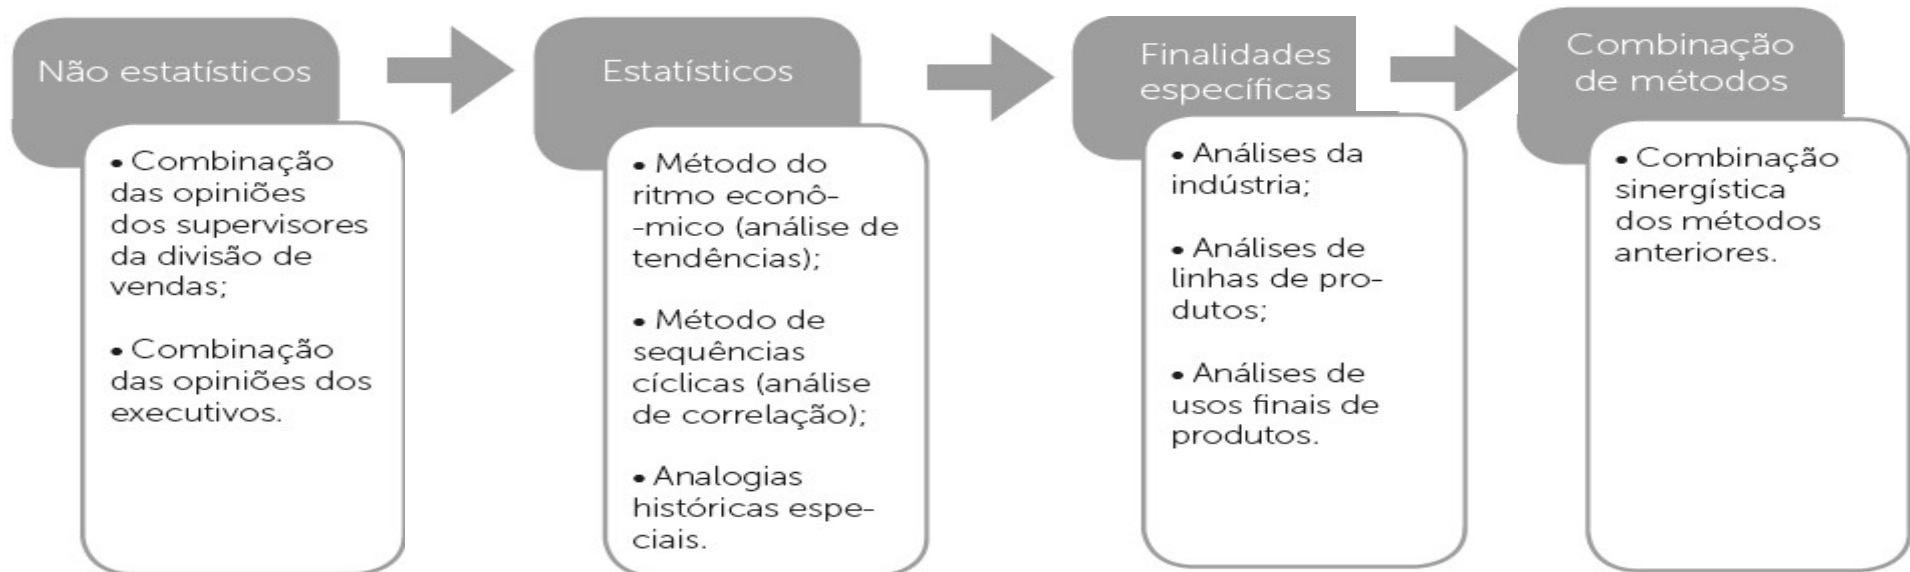 Não estatísticos
• Combinação
das opiniões
dos supervisores
da divisão de
vendas;
• Combinação
das opiniões dos
executivos.
Estatísticos
• Método do
ritmo econô-
-mico (análise de
tendências);
• Método de
sequências
cíclicas (análise
de correlação);
• Analogias
históricas espe-
ciais.
Finalidades
específicas
• Análises da
indústria;
• Análises de
linhas de pro-
dutos;
• Análises de
usos finais de
produtos.
Combinação
de métodos
• Combinação
sinergística
dos métodos
anteriores.